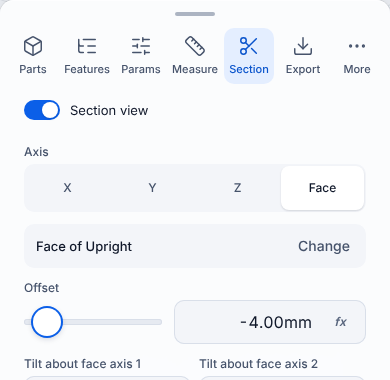 Parts Features Params Measure Section Export More
Section view
Axis
X Y Z Face
Face of Upright Change
Offset
-4.00mm fx
Tilt about face axis 1 Tilt about face axis 2